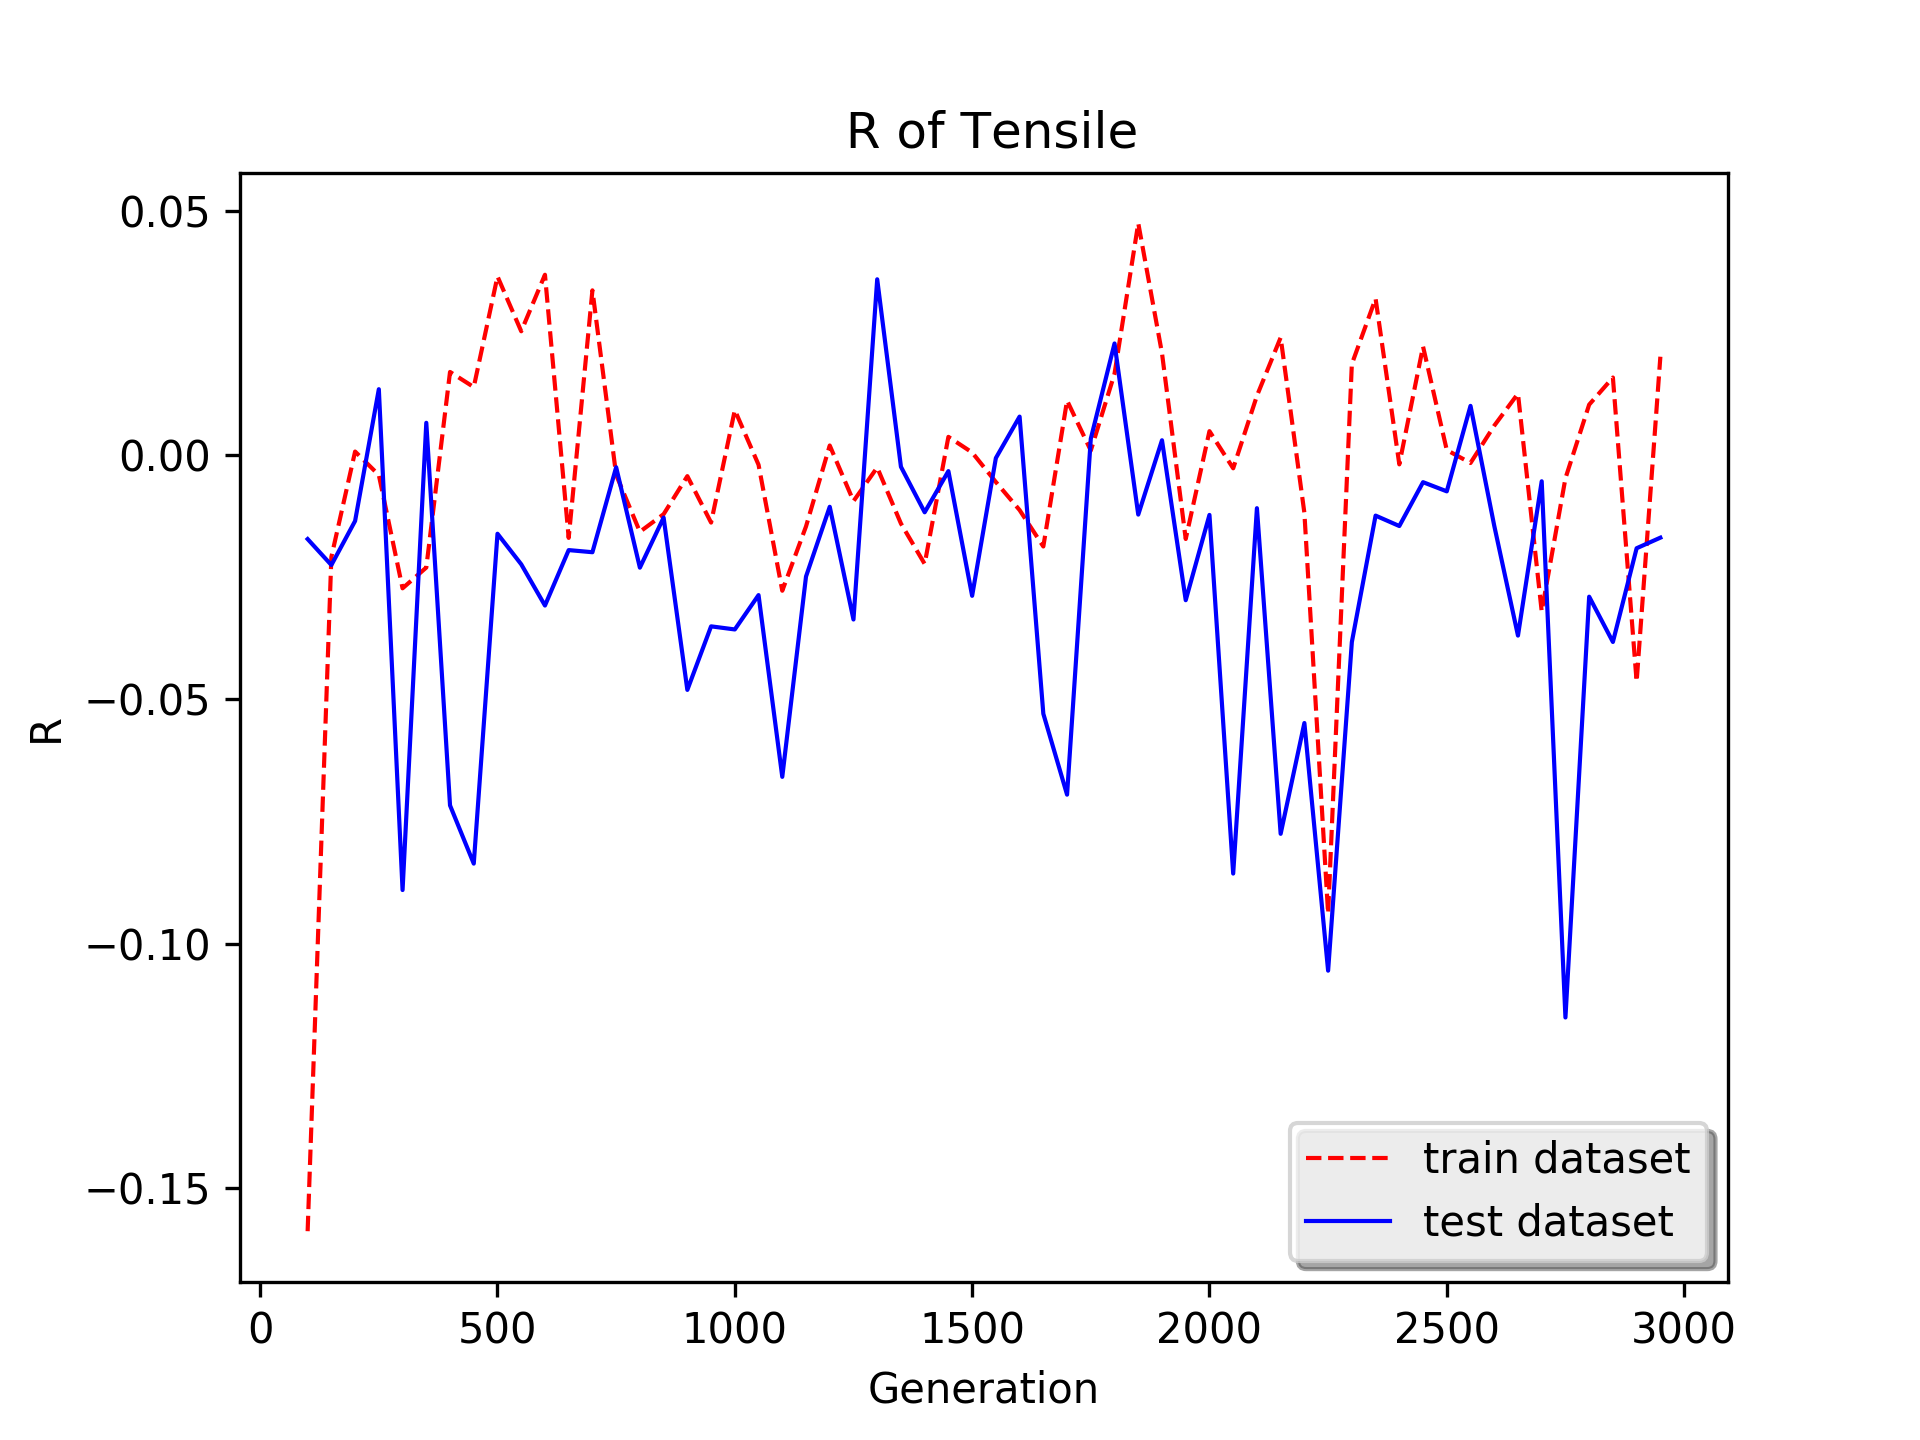 R of Tensile
0.05
0.00
−0.05
−0.10
−0.15
R
train dataset
test dataset
0 500 1000 1500 2000 2500 3000
Generation